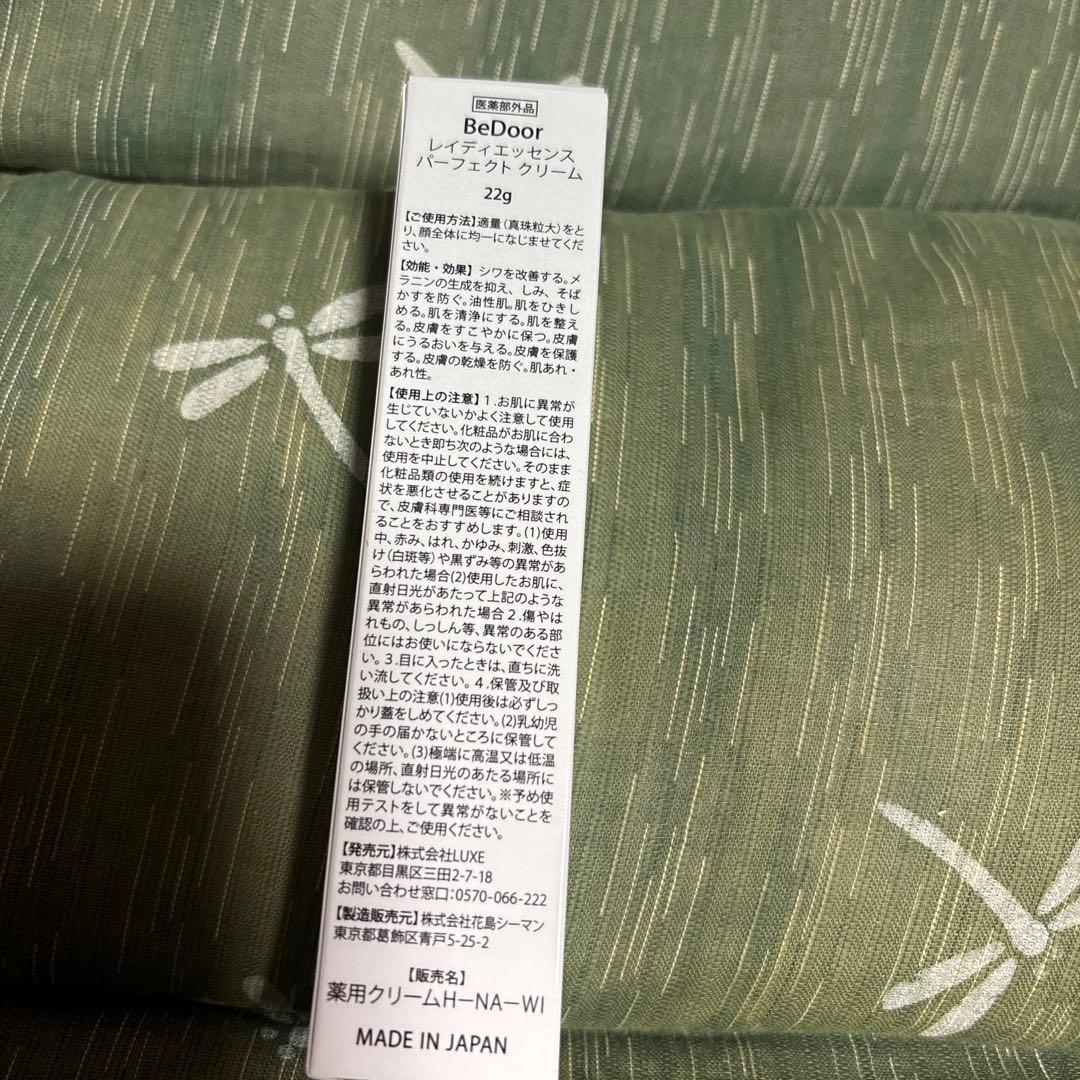 医薬部外品
BeDoor
レイディエッセンス
パーフェクト クリーム
22g
【ご使用方法】適量(真珠粒大)をと
り、顔全体に均一になじませてくだ
さい。
【効能・効果】 シワを改善する。メ
ラニンの生成を抑え、しみ、そば
かすを防ぐ。油性肌。肌をひきし
める。肌を清浄にする。肌を整え
る。皮膚をすこやかに保つ。皮膚
にうるおいを与える。皮膚を保護
する。皮膚の乾燥を防ぐ。肌あれ・
あれ性。
【使用上の注意】1.お肌に異常が
生じていないかよく注意して使用
してください。化粧品がお肌に合わ
ないとき即ち次のような場合には、
使用を中止してください。そのまま
化粧品類の使用を続けますと、症
状を悪化させることがありますの
で、皮膚科専門医等にご相談され
ることをおすすめします。(1)使用
中、赤み、はれ、かゆみ、刺激、色抜
け(白斑等)や黒ずみ等の異常があ
らわれた場合(2)使用したお肌に、
直射日光があたって上記のような
異常があらわれた場合 2.傷やは
れもの、しっしん等、異常のある部
位にはお使いにならないでくださ
い。3.目に入ったときは、直ちに洗
い流してください。4.保管及び取
扱い上の注意(1)使用後は必ずしっ
かり蓋をしめてください。(2)乳幼児
の手の届かないところに保管して
ください。(3)極端に高温又は低温
の場所、直射日光のあたる場所に
は保管しないでください。※予め使
用テストをして異常がないことを
確認の上、ご使用ください。
【発売元】株式会社LUXE
東京都目黒区三田2-7-18
お問い合わせ窓口:0570-066-222
【製造販売元】株式会社花島シーマン
東京都葛飾区青戸5-25-2
【販売名】
薬用クリームH－NA－WI
MADE IN JAPAN